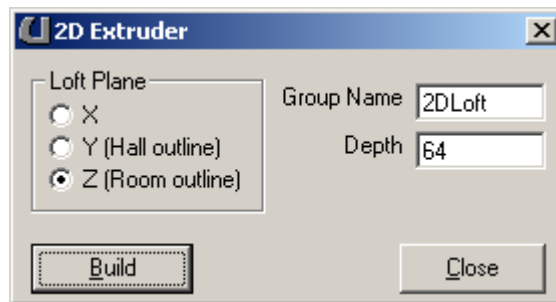 2D Extruder
Loft Plane
X
Y (Hall outline)
Z (Room outline)
Group Name 2DLoft
Depth 64
Build
Close